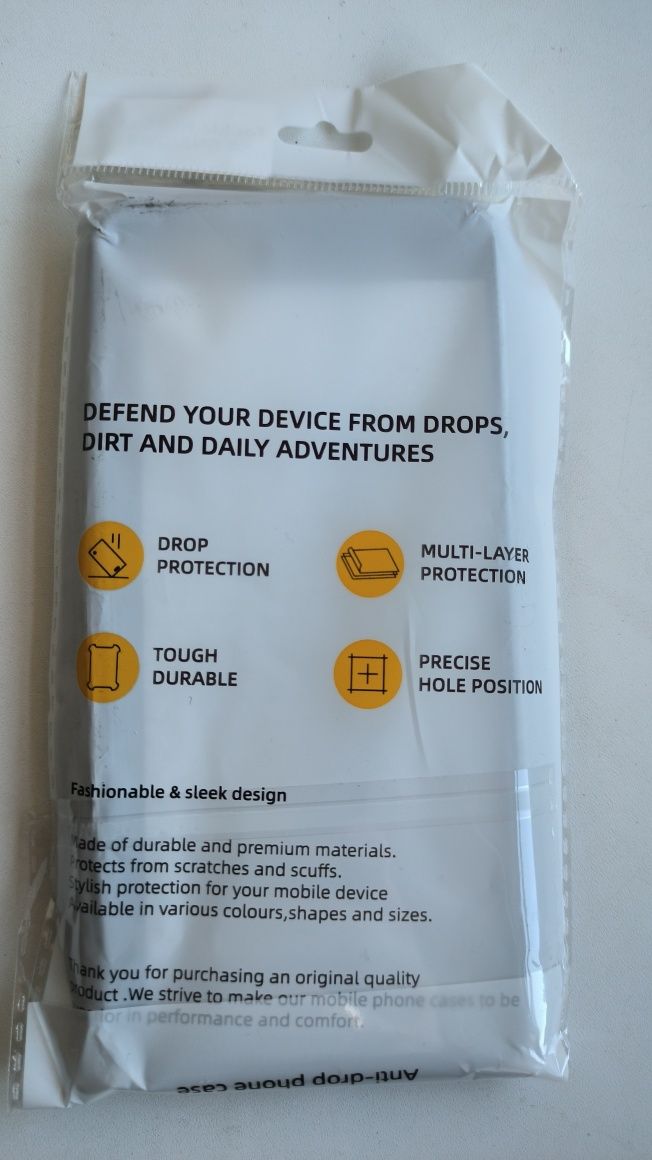 DEFEND YOUR DEVICE FROM DROPS,
DIRT AND DAILY ADVENTURES
DROP
PROTECTION
MULTI-LAYER
PROTECTION
TOUGH
DURABLE
PRECISE
HOLE POSITION
Fashionable & sleek design
Made of durable and premium materials.
Protects from scratches and scuffs.
Stylish protection for your mobile device
Available in various colours,shapes and sizes.
Thank you for purchasing an original quality
product .We strive to make our mobile phone cases to be
in performance and comfort.
Anti-drop phone case